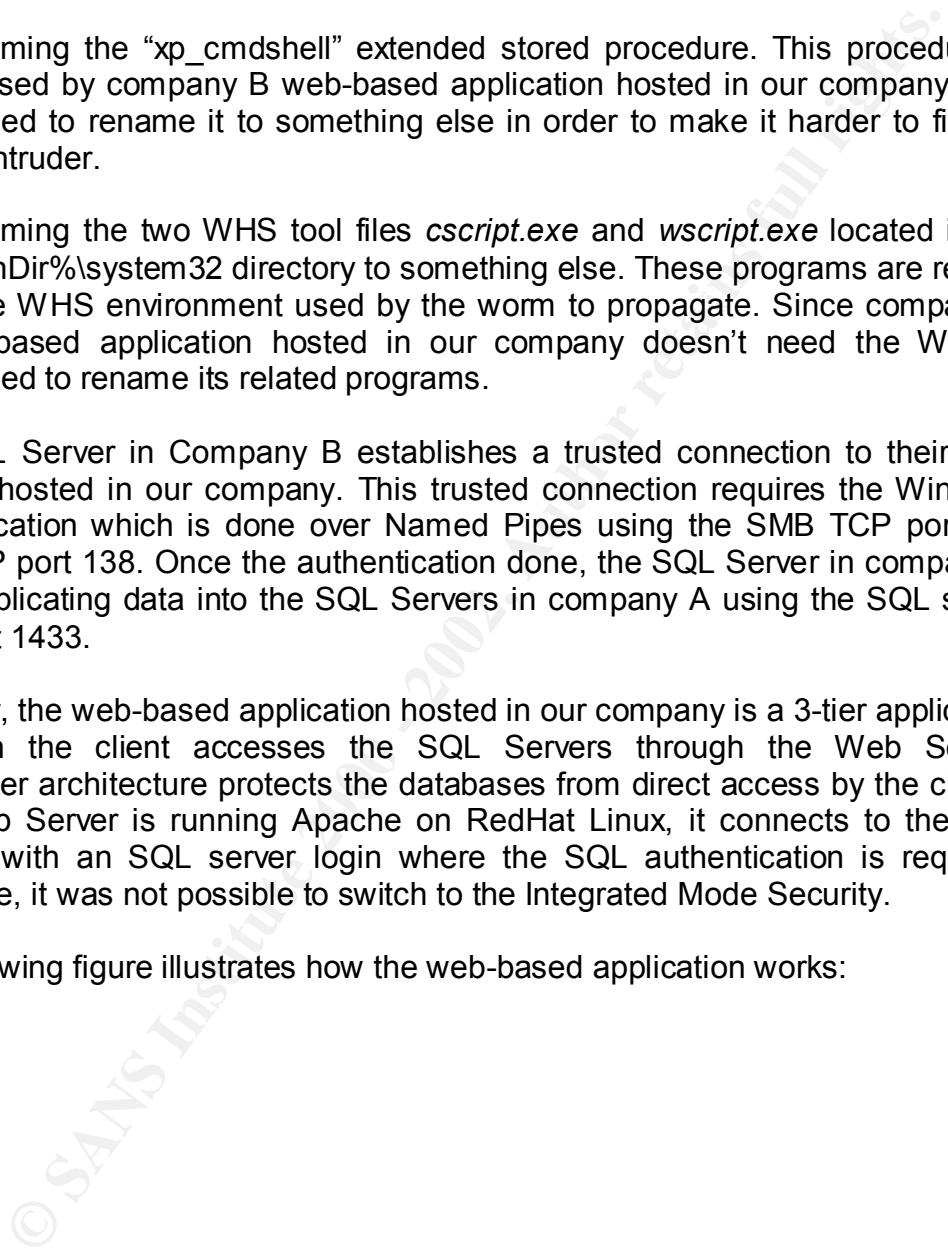 ming the “xp_cmdshell” extended stored procedure. This procedu
sed by company B web-based application hosted in our company
ed to rename it to something else in order to make it harder to fi
ntruder.
ming the two WHS tool files cscript.exe and wscript.exe located i
nDir%\system32 directory to something else. These programs are re
e WHS environment used by the worm to propagate. Since compa
based application hosted in our company doesn’t need the W
ed to rename its related programs.
L Server in Company B establishes a trusted connection to their
hosted in our company. This trusted connection requires the Win
cation which is done over Named Pipes using the SMB TCP por
P port 138. Once the authentication done, the SQL Server in compa
plicating data into the SQL Servers in company A using the SQL s
t 1433.
r, the web-based application hosted in our company is a 3-tier applic
n the client accesses the SQL Servers through the Web Se
er architecture protects the databases from direct access by the c
b Server is running Apache on RedHat Linux, it connects to the
with an SQL server login where the SQL authentication is req
e, it was not possible to switch to the Integrated Mode Security.
wing figure illustrates how the web-based application works:
© SANS Institute 2000 - 2002, Author retains full rights.